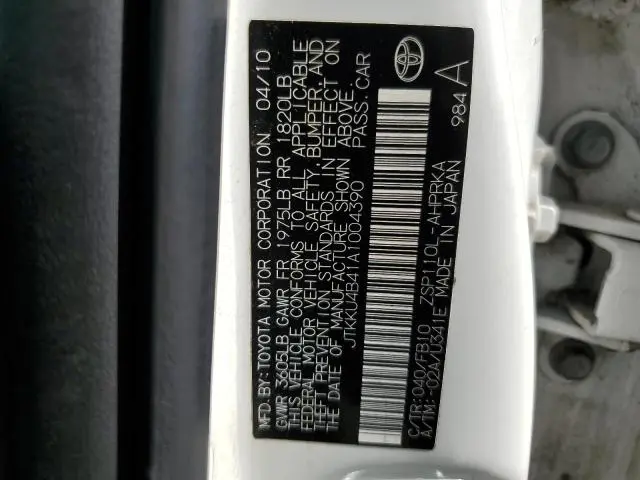 MFD.BY:TOYOTA MOTOR CORPORATION 04/10
GVWR 3605LB GAWR FR 1975LB RR 1820LB
THIS VEHICLE CONFORMS TO ALL APPLICABLE
FEDERAL MOTOR VEHICLE SAFETY, BUMPER, AND
THEFT PREVENTION STANDARDS IN EFFECT ON
THE DATE OF MANUFACTURE SHOWN ABOVE.
JTKKU4B41A1004390 PASS.CAR
C/TR:040/FB10 ZSP110L-AHPRKA
A/TM:-02A/U341E MADE IN JAPAN
984A